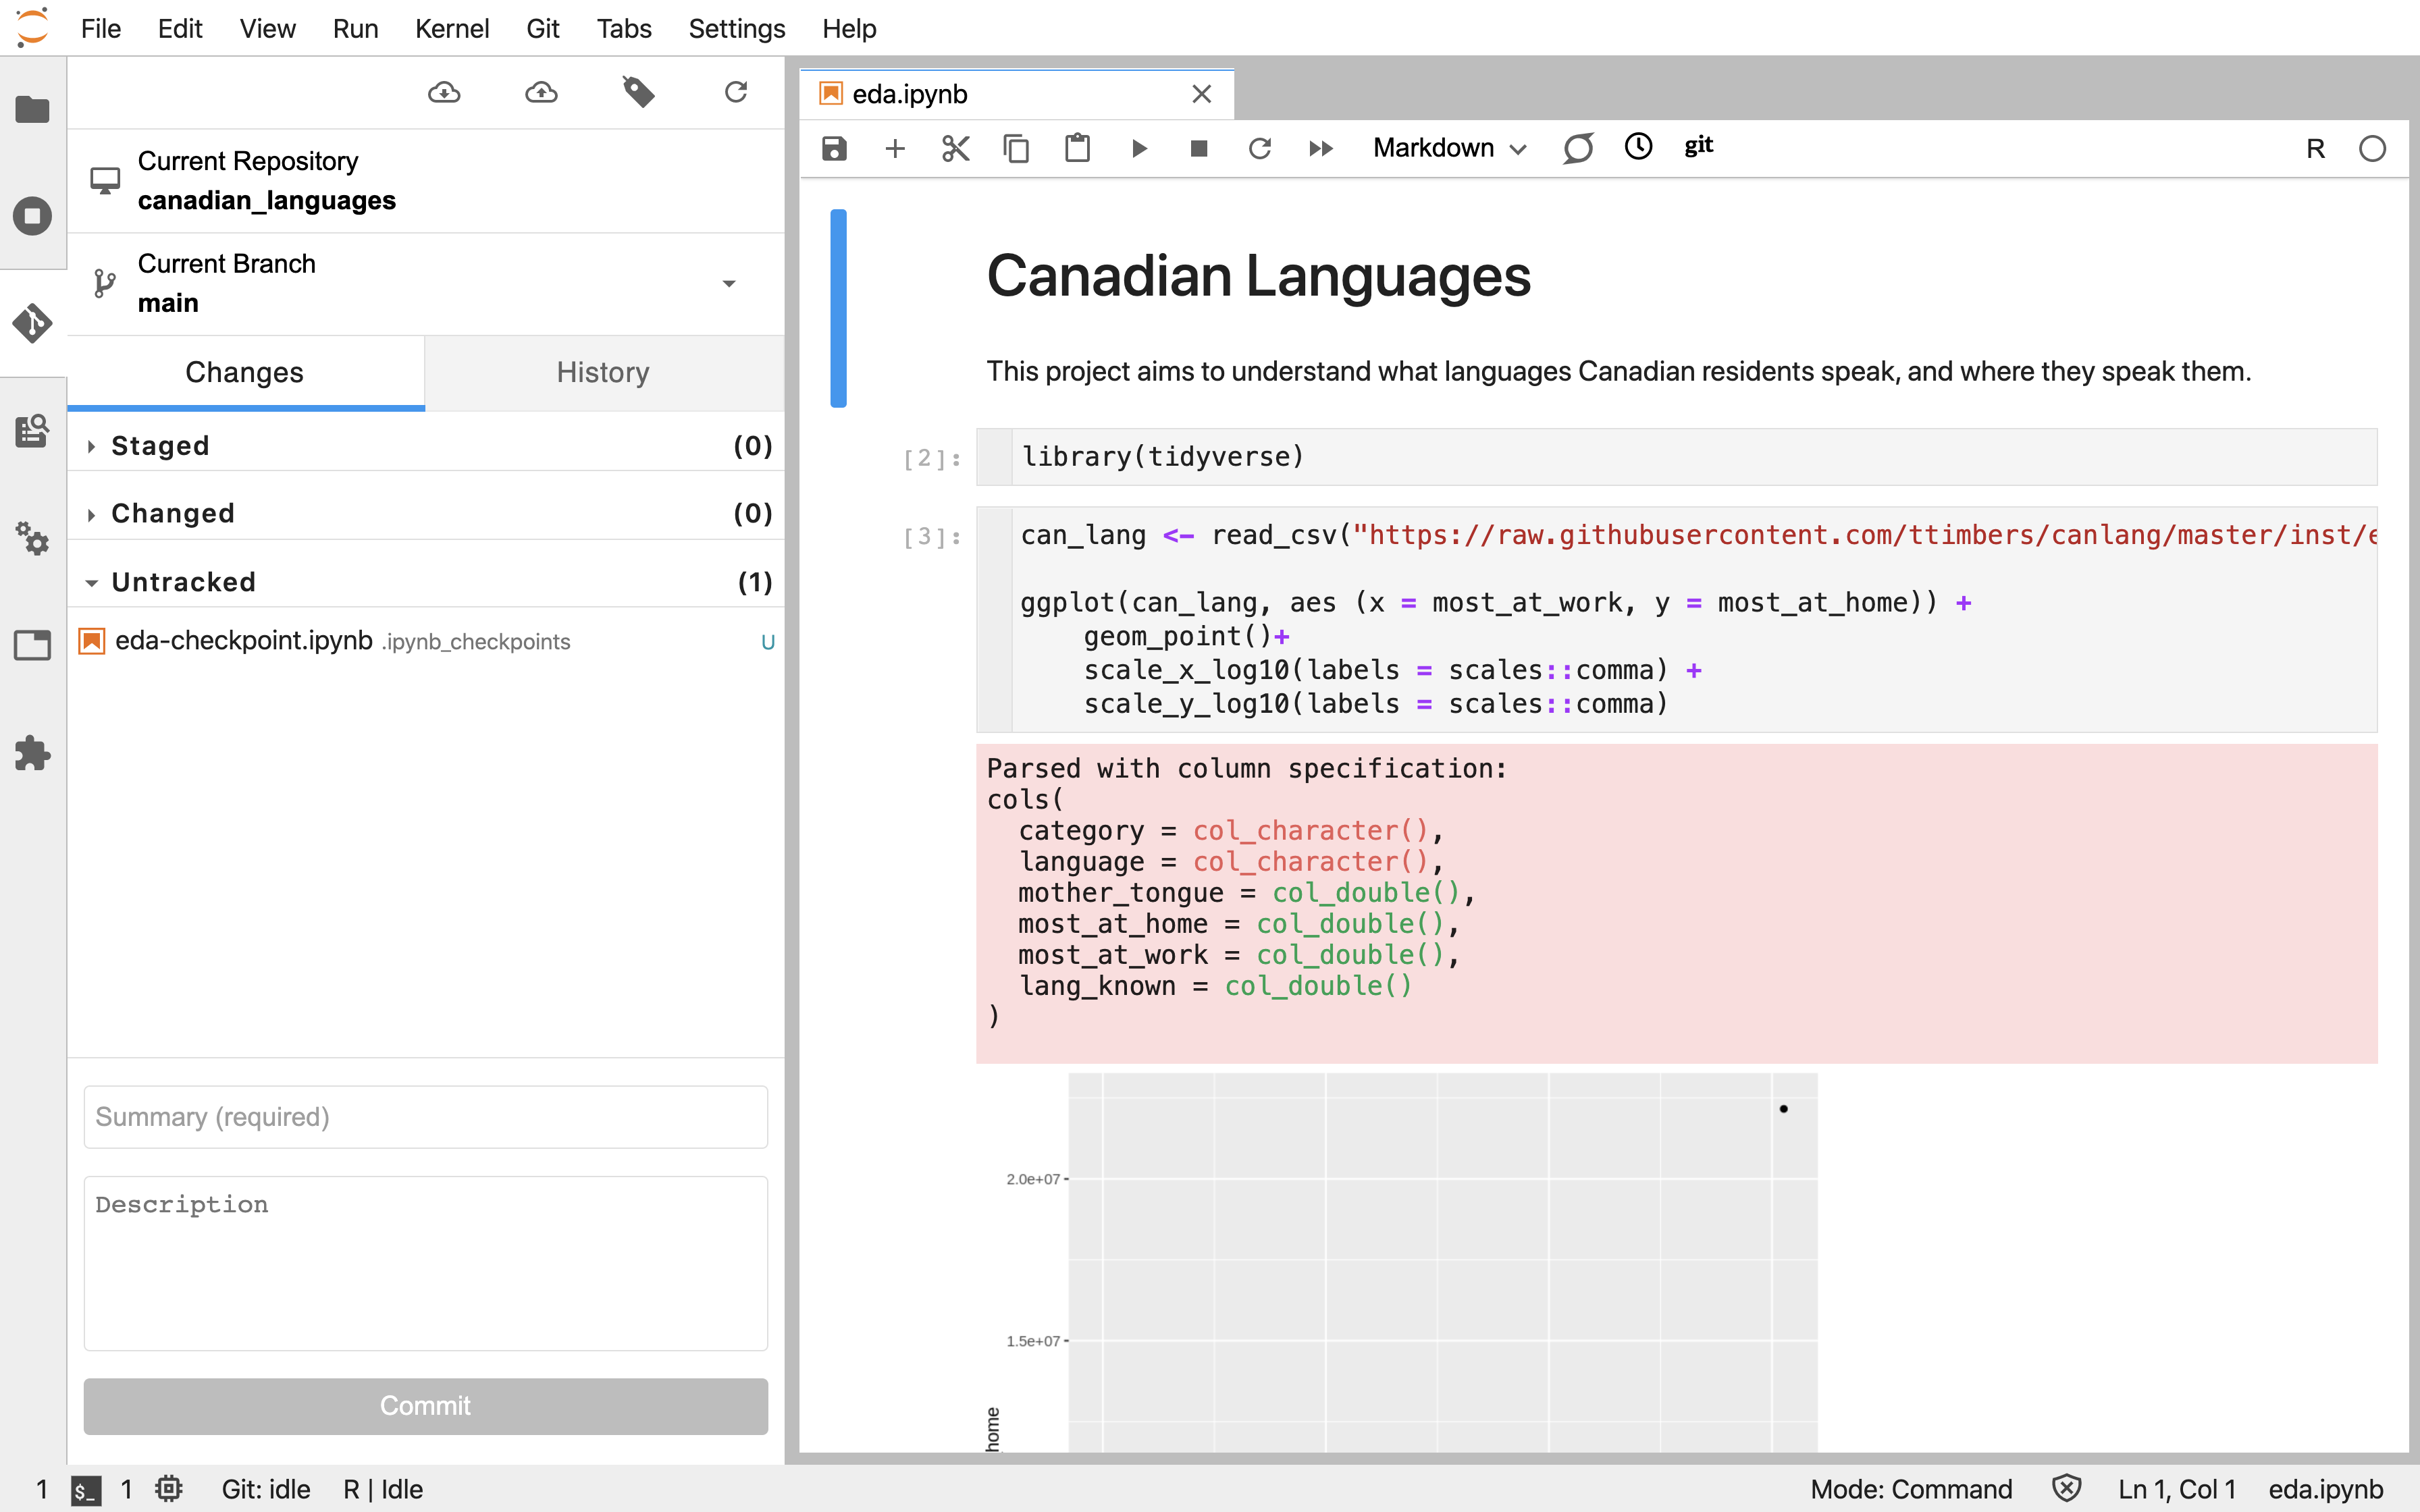 File Edit View Run Kernel Git Tabs Settings Help
Current Repository
canadian_languages
Current Branch
main
Changes History
Staged (0)
Changed (0)
Untracked (1)
eda-checkpoint.ipynb .ipynb_checkpoints U
Summary (required)
Description
Commit
eda.ipynb
Markdown git R
Canadian Languages
This project aims to understand what languages Canadian residents speak, and where they speak them.
[2]: library(tidyverse)
[3]: can_lang <- read_csv("https://raw.githubusercontent.com/ttimbers/canlang/master/inst/e
ggplot(can_lang, aes (x = most_at_work, y = most_at_home)) +
geom_point()+
scale_x_log10(labels = scales::comma) +
scale_y_log10(labels = scales::comma)
Parsed with column specification:
cols(
category = col_character(),
language = col_character(),
mother_tongue = col_double(),
most_at_home = col_double(),
most_at_work = col_double(),
lang_known = col_double()
)
2.0e+07
1.5e+07
home
1 $_ 1 Git: idle R | Idle Mode: Command Ln 1, Col 1 eda.ipynb